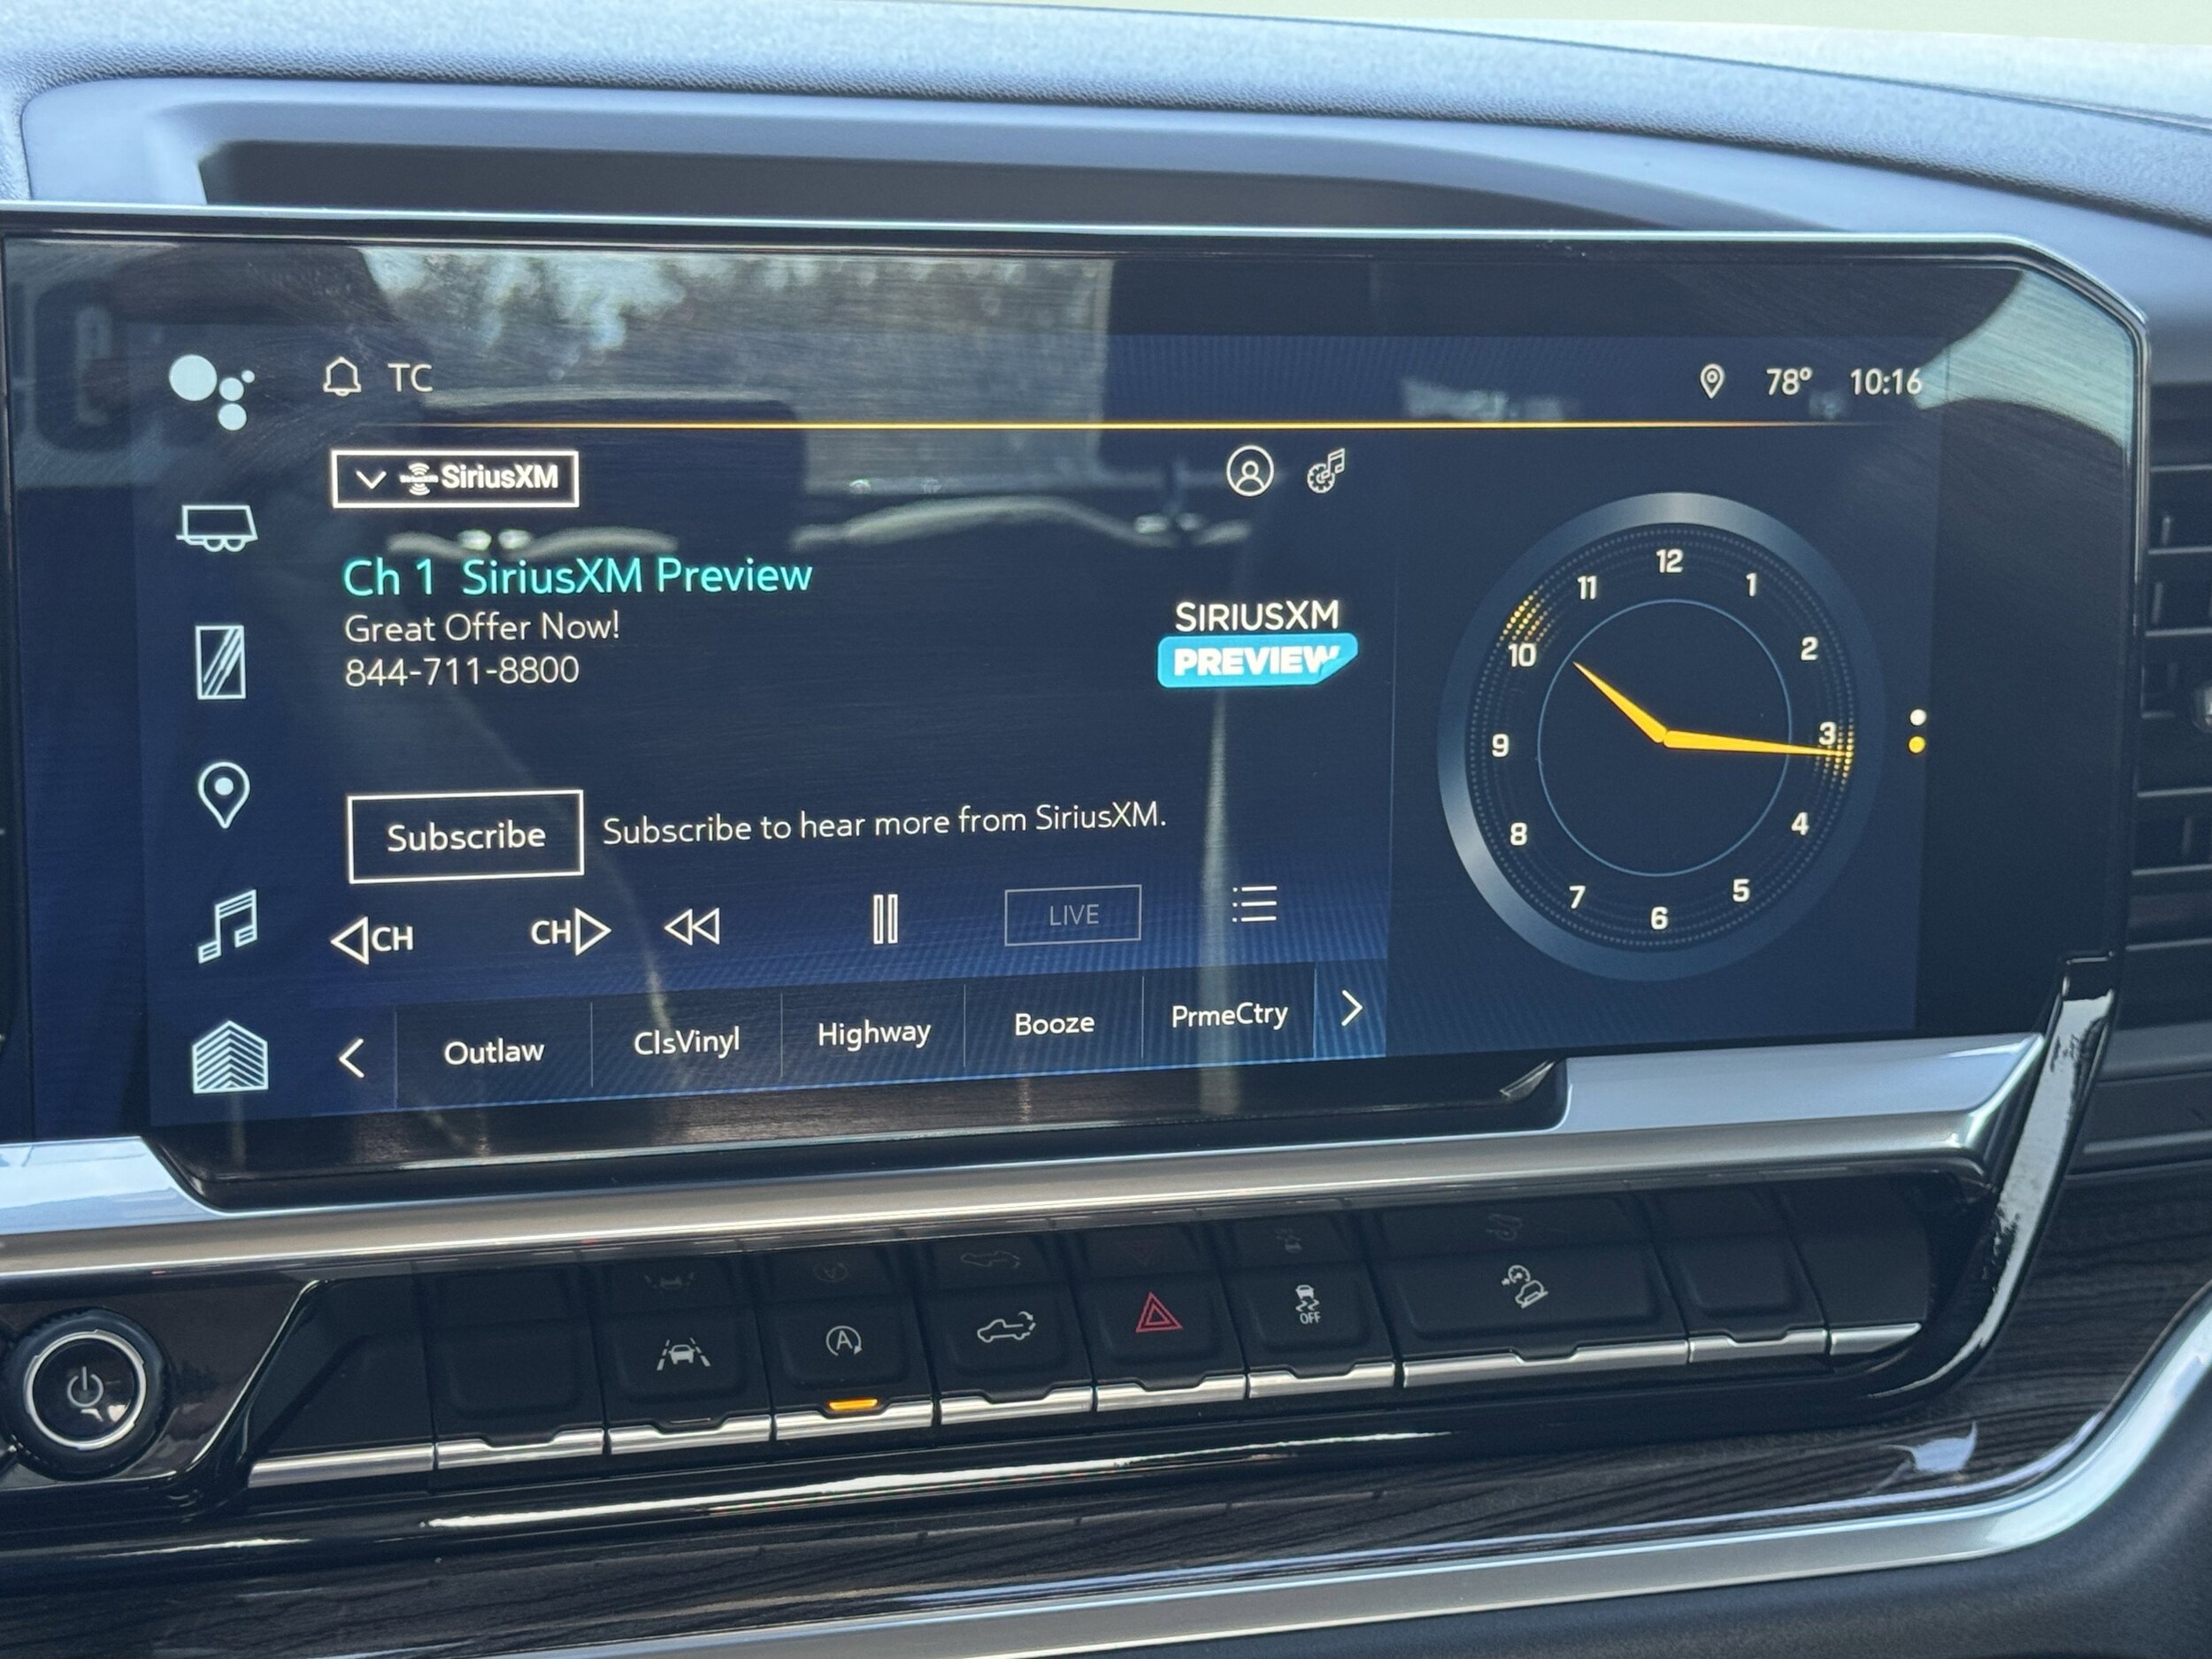 TC
78° 10:16
SiriusXM
Ch 1 SiriusXM Preview
Great Offer Now!
844-711-8800
SIRIUSXM
PREVIEW
Subscribe
Subscribe to hear more from SiriusXM.
CH
CH
LIVE
Outlaw
ClsVinyl
Highway
Booze
PrmeCtry
12
1
2
3
4
5
6
7
8
9
10
11
A
OFF